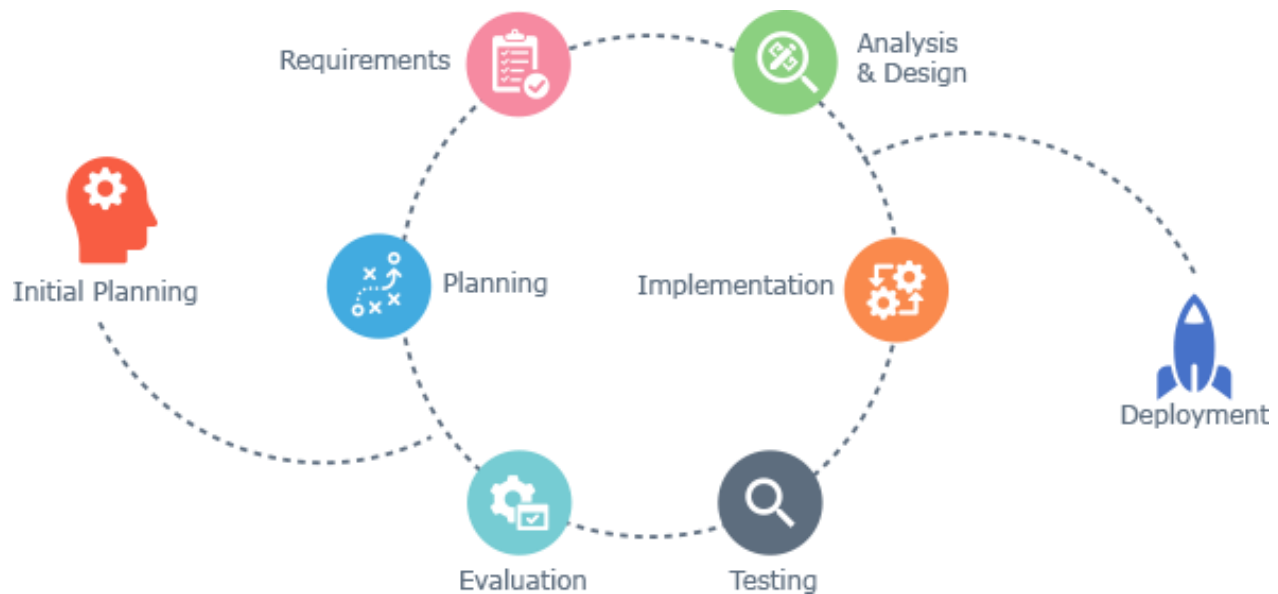 Requirements
Analysis
& Design
Initial Planning
Planning
Implementation
Deployment
Evaluation
Testing